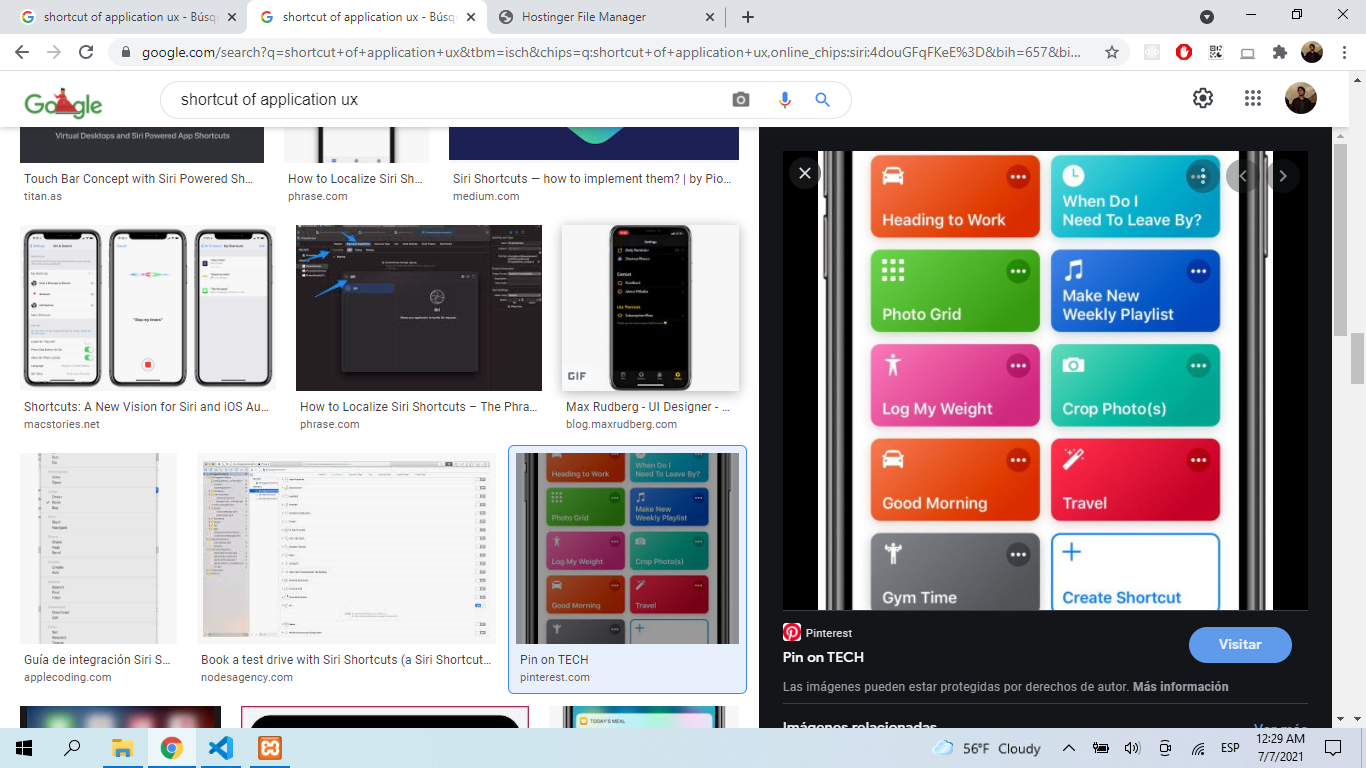 shortcut of application ux - Búsqu
shortcut of application ux - Búsqu
Hostinger File Manager
google.com/search?q=shortcut+of+application+ux&tbm=isch&chips=q:shortcut+of+application+ux,online_chips:siri:4douGFqFKeE%3D&bih=657&bi...
Google
shortcut of application ux
Virtual Desktops and Siri Powered App Shortcuts
Touch Bar Concept with Siri Powered Sh...
titan.as
How to Localize Siri Sh...
phrase.com
Siri Shortcuts — how to implement them? | by Pio...
medium.com
"Stop my timers"
Siri
Settings
GIF
Shortcuts: A New Vision for Siri and iOS Au...
macstories.net
How to Localize Siri Shortcuts – The Phra...
phrase.com
Max Rudberg - UI Designer - ...
blog.maxrudberg.com
Heading to Work
When Do I
Need To Leave By?
Photo Grid
Make New
Weekly Playlist
Log My Weight
Crop Photo(s)
Good Morning
Travel
Gym Time
Guía de integración Siri S...
applecoding.com
Book a test drive with Siri Shortcuts (a Siri Shortcut...
nodesagency.com
Pin on TECH
pinterest.com
TODAY'S MEAL
Heading to Work
When Do I
Need To Leave By?
Photo Grid
Make New
Weekly Playlist
Log My Weight
Crop Photo(s)
Good Morning
Travel
Gym Time
Create Shortcut
Pinterest
Pin on TECH
Visitar
Las imágenes pueden estar protegidas por derechos de autor. Más información
Imágenes relacionadas
Ver más
56°F Cloudy
ESP
12:29 AM
7/7/2021